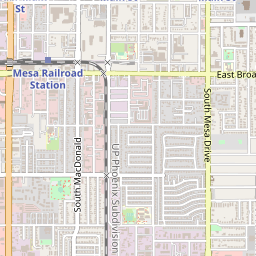 St
Mesa Railroad
Station
East Broa
South Mesa Drive
South MacDonald
UP Phoenix Subdivision